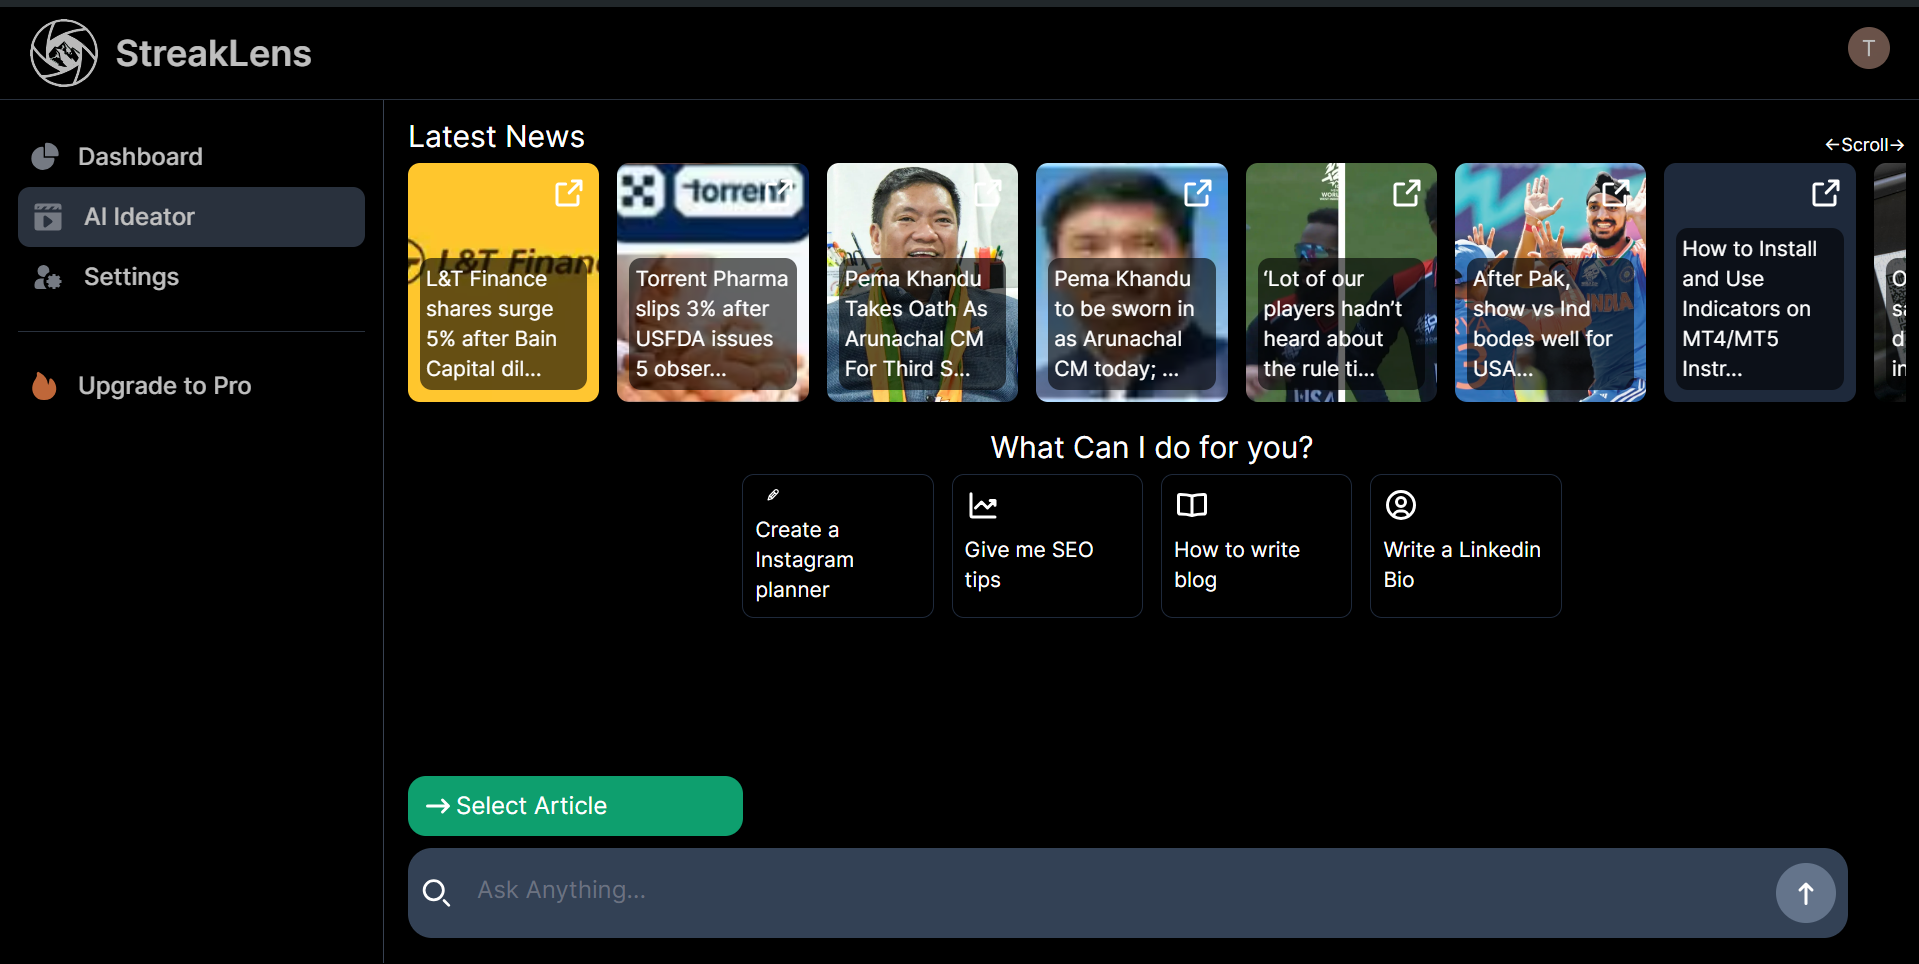 StreakLens
T
Dashboard
AI Ideator
Settings
Upgrade to Pro
Latest News
←Scroll→
L&T Finance
L&T Finance
shares surge
5% after Bain
Capital dil...
torrent
Torrent Pharma
slips 3% after
USFDA issues
5 obser...
Pema Khandu
Takes Oath As
Arunachal CM
For Third S...
Pema Khandu
to be sworn in
as Arunachal
CM today; ...
‘Lot of our
players hadn’t
heard about
the rule ti...
USA
INDIA
After Pak,
show vs Ind
bodes well for
USA...
How to Install
and Use
Indicators on
MT4/MT5
Instr...
What Can I do for you?
Create a
Instagram
planner
Give me SEO
tips
How to write
blog
Write a Linkedin
Bio
→ Select Article
Ask Anything...